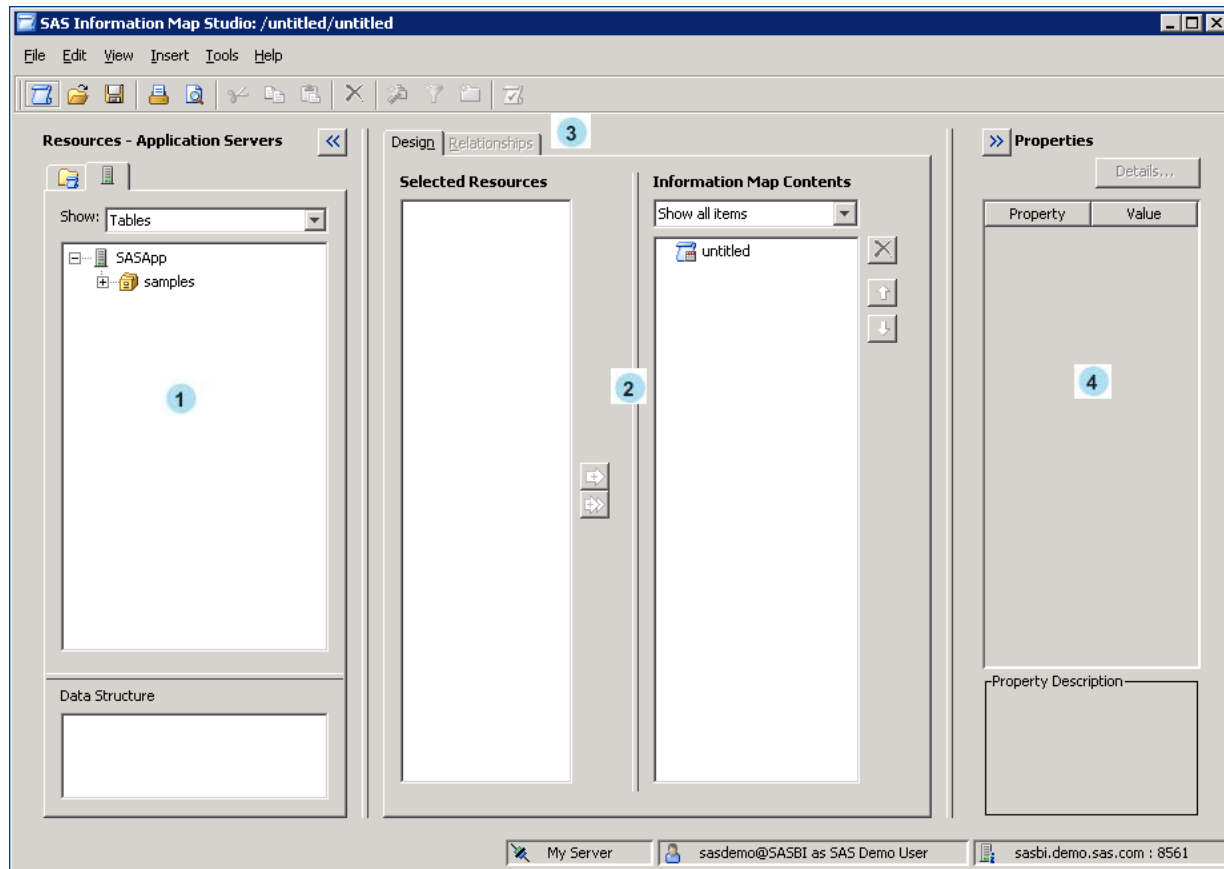 SAS Information Map Studio: /untitled/untitled
File Edit View Insert Tools Help
Resources - Application Servers
Show: Tables
SASApp
samples
1
Data Structure
Design Relationships 3
Selected Resources
2
Information Map Contents
Show all items
untitled
Properties
Details...
Property Value
4
Property Description
My Server sasdemo@SASBI as SAS Demo User sasbi.demo.sas.com : 8561